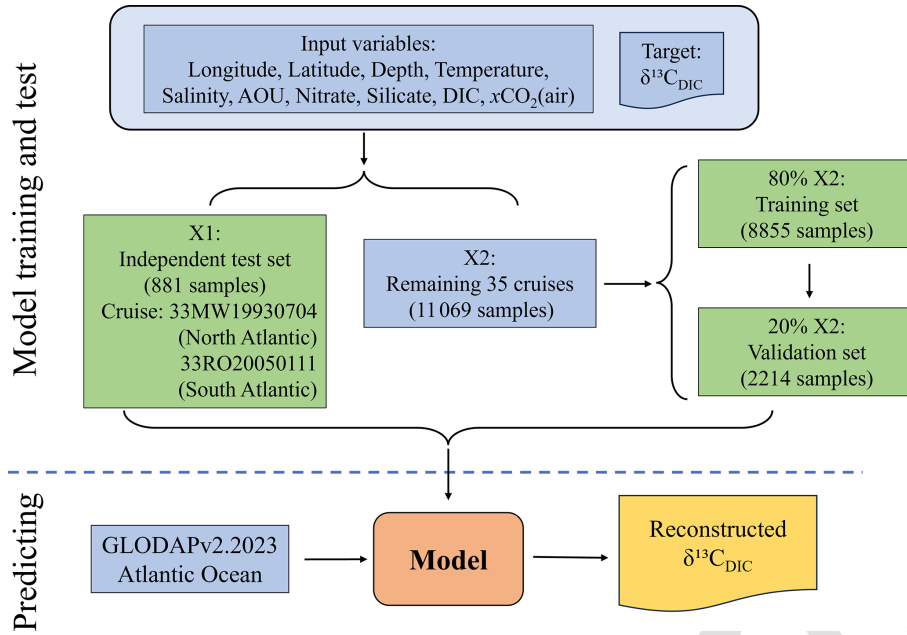 Model training and test
Input variables:
Longitude, Latitude, Depth, Temperature,
Salinity, AOU, Nitrate, Silicate, DIC, xCO₂(air)
Target:
δ¹³C_DIC
X1:
Independent test set
(881 samples)
Cruise: 33MW19930704
(North Atlantic)
33RO20050111
(South Atlantic)
X2:
Remaining 35 cruises
(11 069 samples)
80% X2:
Training set
(8855 samples)
20% X2:
Validation set
(2214 samples)
Predicting
GLODAPv2.2023
Atlantic Ocean
Model
Reconstructed
δ¹³C_DIC